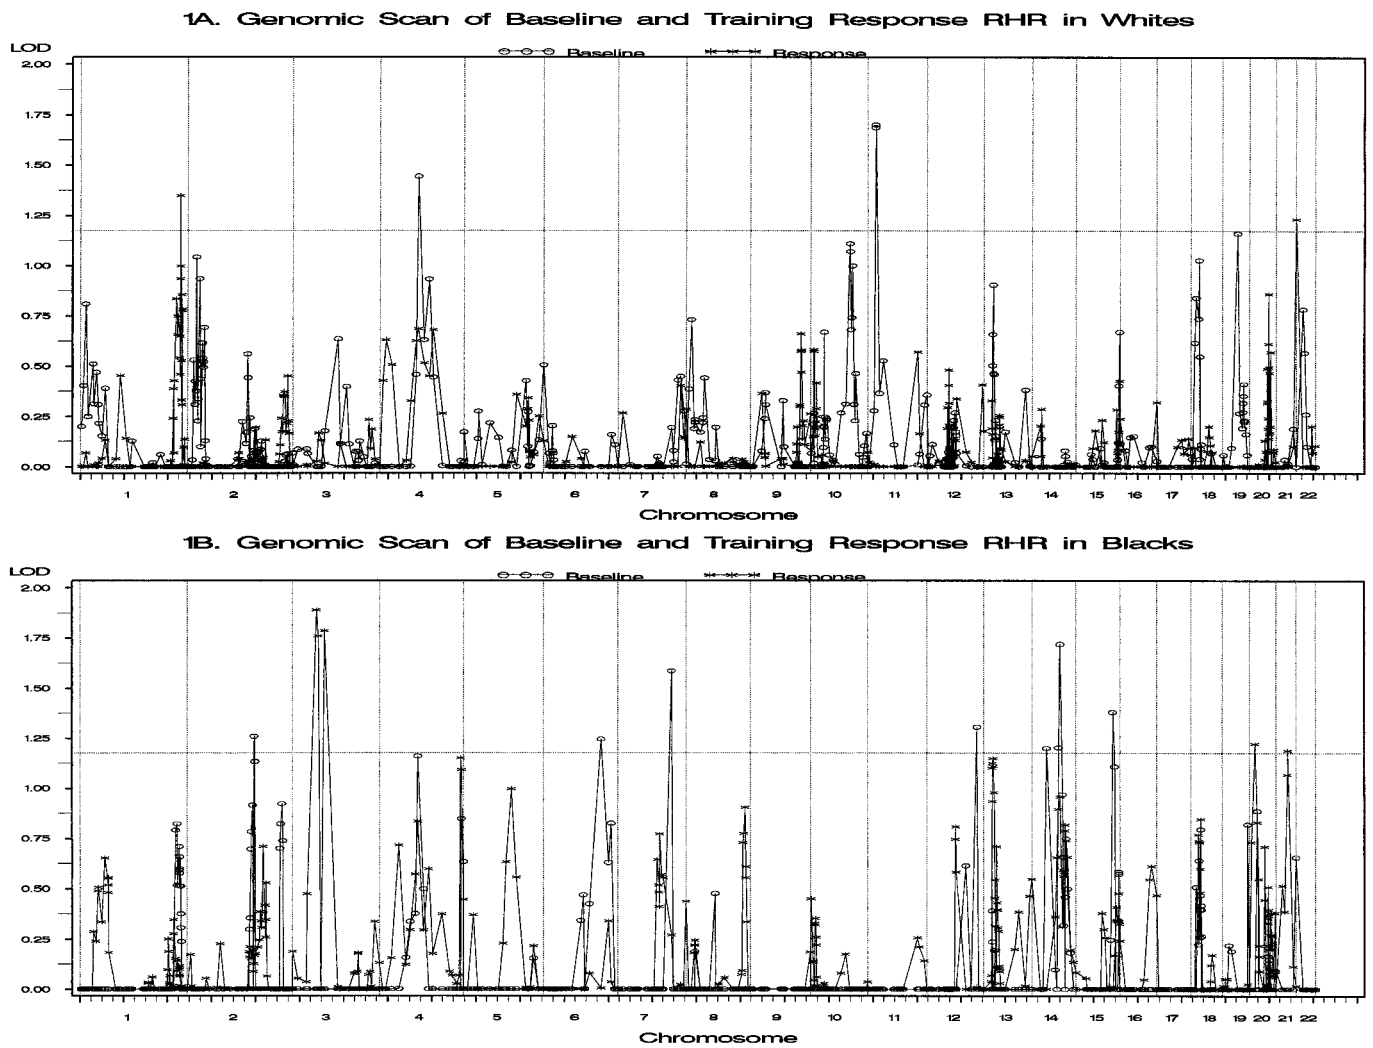 1A. Genomic Scan of Baseline and Training Response RHR in Whites
LOD
Baseline Response
2.00
1.75
1.50
1.25
1.00
0.75
0.50
0.25
0.00
1 2 3 4 5 6 7 8 9 10 11 12 13 14 15 16 17 18 19 20 21 22
Chromosome
1B. Genomic Scan of Baseline and Training Response RHR in Blacks
LOD
Baseline Response
2.00
1.75
1.50
1.25
1.00
0.75
0.50
0.25
0.00
1 2 3 4 5 6 7 8 9 10 11 12 13 14 15 16 17 18 19 20 21 22
Chromosome